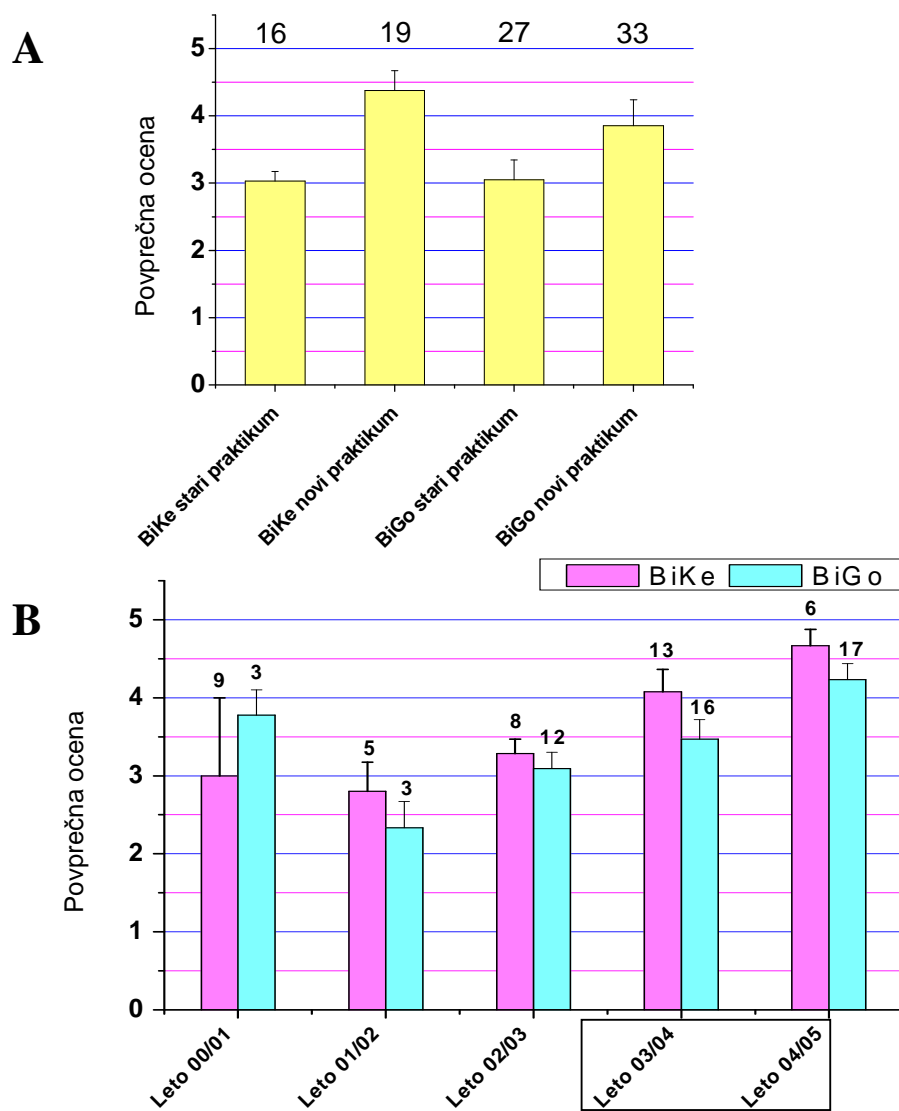 A
16 19 27 33
Povprečna ocena
5
4
3
2
1
0
BiKe stari praktikum
BiKe novi praktikum
BiGo stari praktikum
BiGo novi praktikum
B
BiKe BiGo
Povprečna ocena
5
4
3
2
1
0
9 3
5 3
8 12
13 16
6 17
Leto 00/01
Leto 01/02
Leto 02/03
Leto 03/04
Leto 04/05